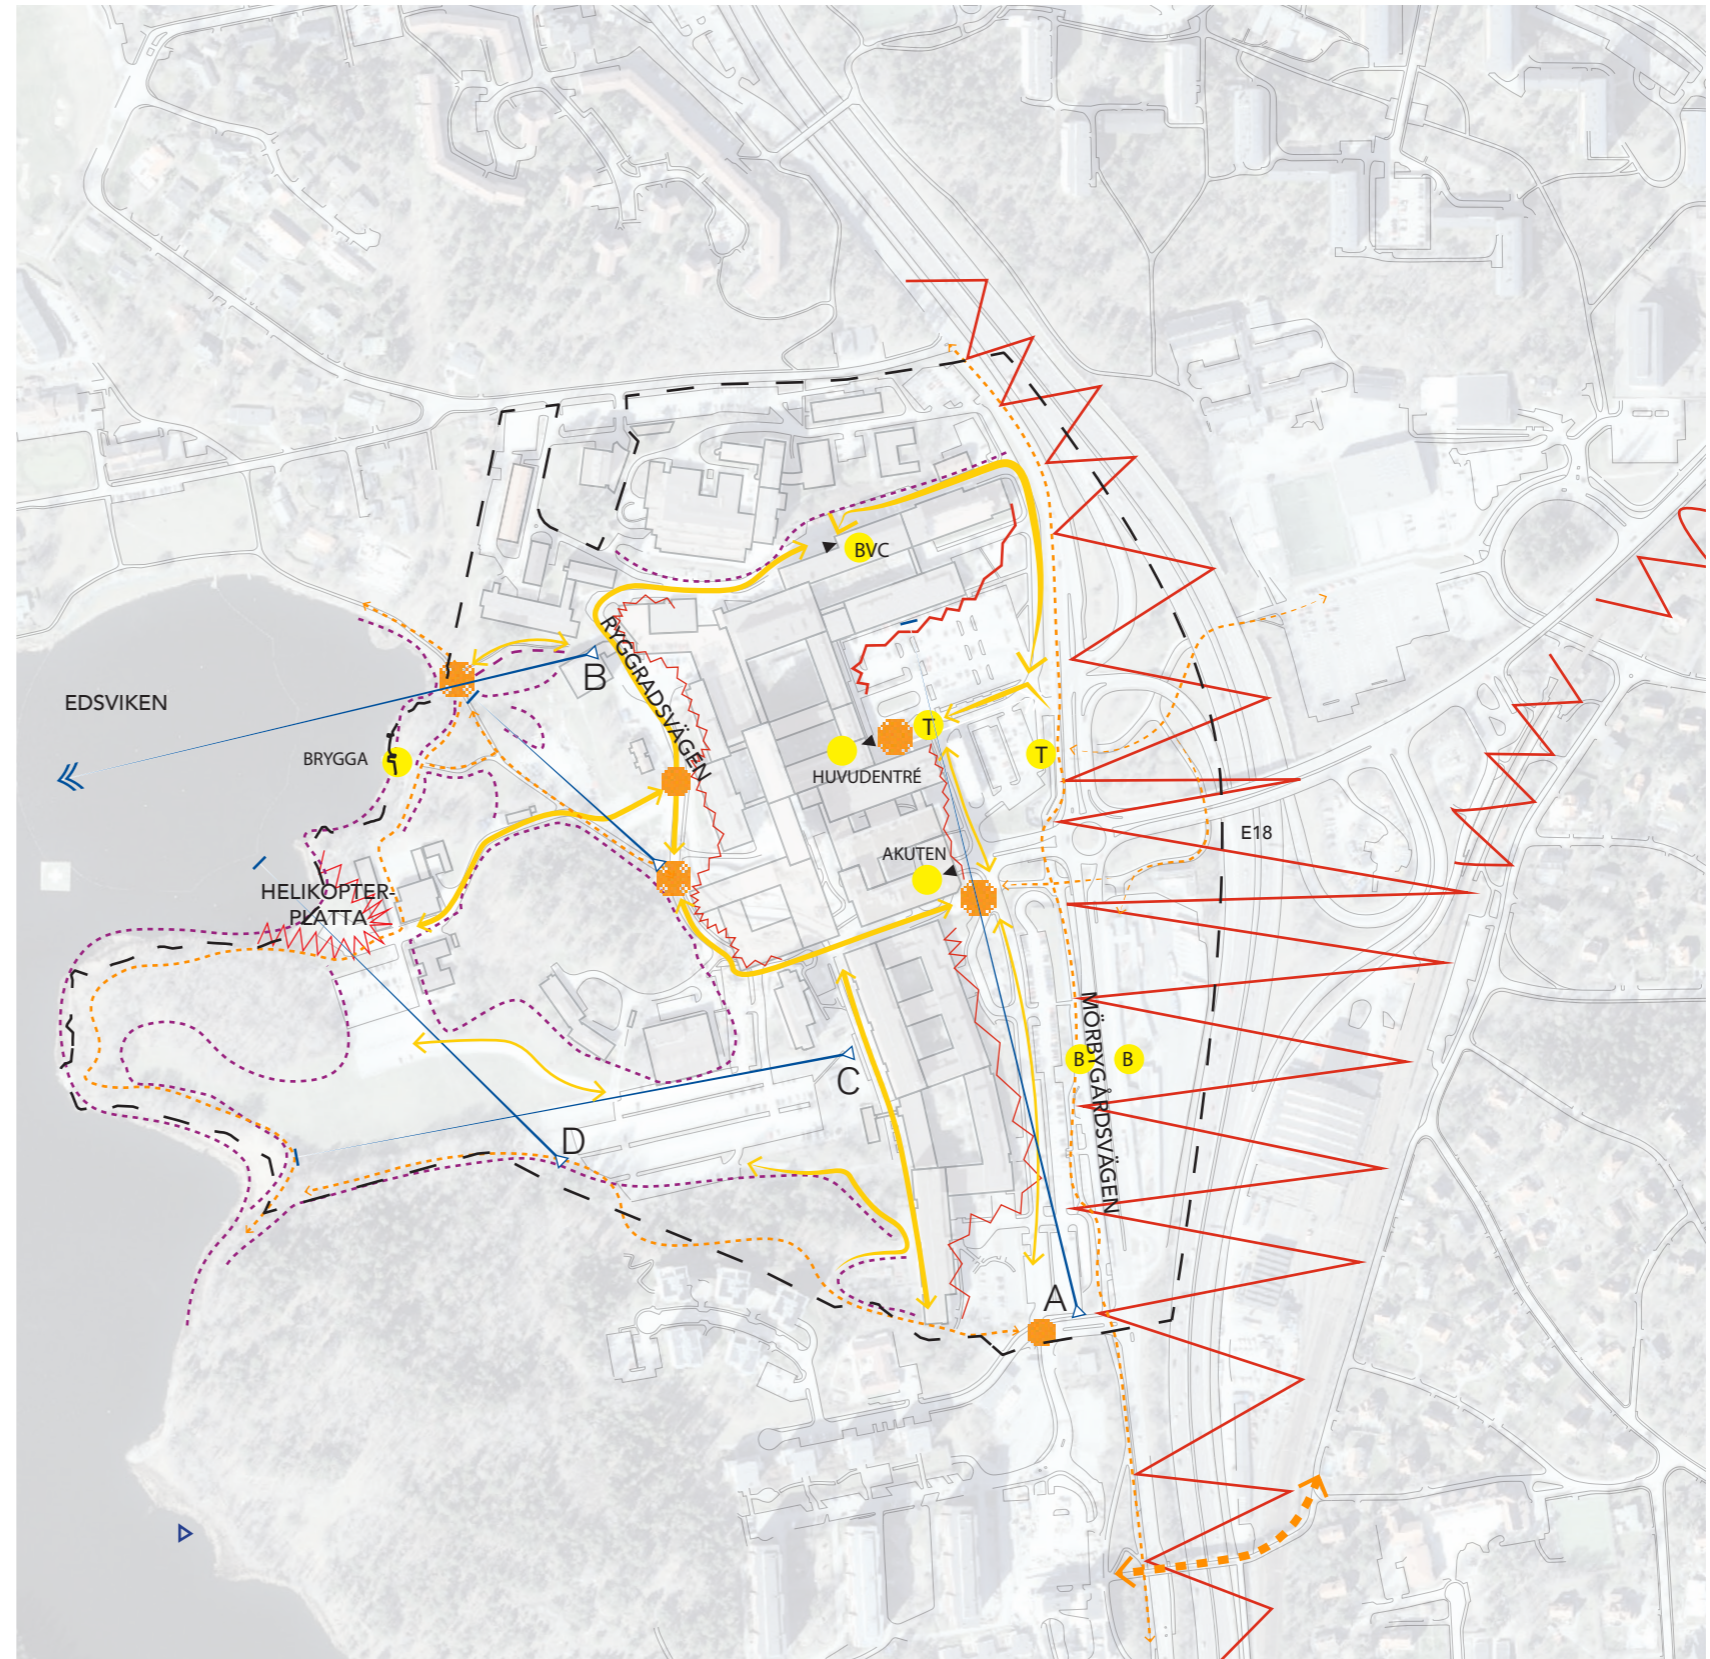 BVC
RYGGRADSVÄGEN
B
EDSVIKEN
T
T
BRYGGA
HUVUDENTRÉ
E18
AKUTEN
HELIKOPTER-
PLATTA
MÖRBYGÅRDSVÄGEN
B
B
C
D
A